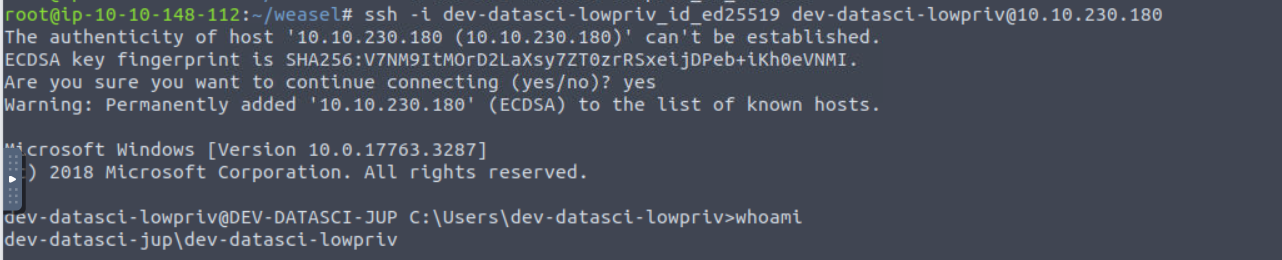 root@ip-10-10-148-112:~/weasel# ssh -i dev-datasci-lowpriv_id_ed25519 dev-datasci-lowpriv@10.10.230.180
The authenticity of host '10.10.230.180 (10.10.230.180)' can't be established.
ECDSA key fingerprint is SHA256:V7NM9ItMOrD2LaXsy7ZT0zrRSxeijDPeb+iKh0eVNMI.
Are you sure you want to continue connecting (yes/no)? yes
Warning: Permanently added '10.10.230.180' (ECDSA) to the list of known hosts.
Microsoft Windows [Version 10.0.17763.3287]
) 2018 Microsoft Corporation. All rights reserved.
dev-datasci-lowpriv@DEV-DATASCI-JUP C:\Users\dev-datasci-lowpriv>whoami
dev-datasci-jup\dev-datasci-lowpriv